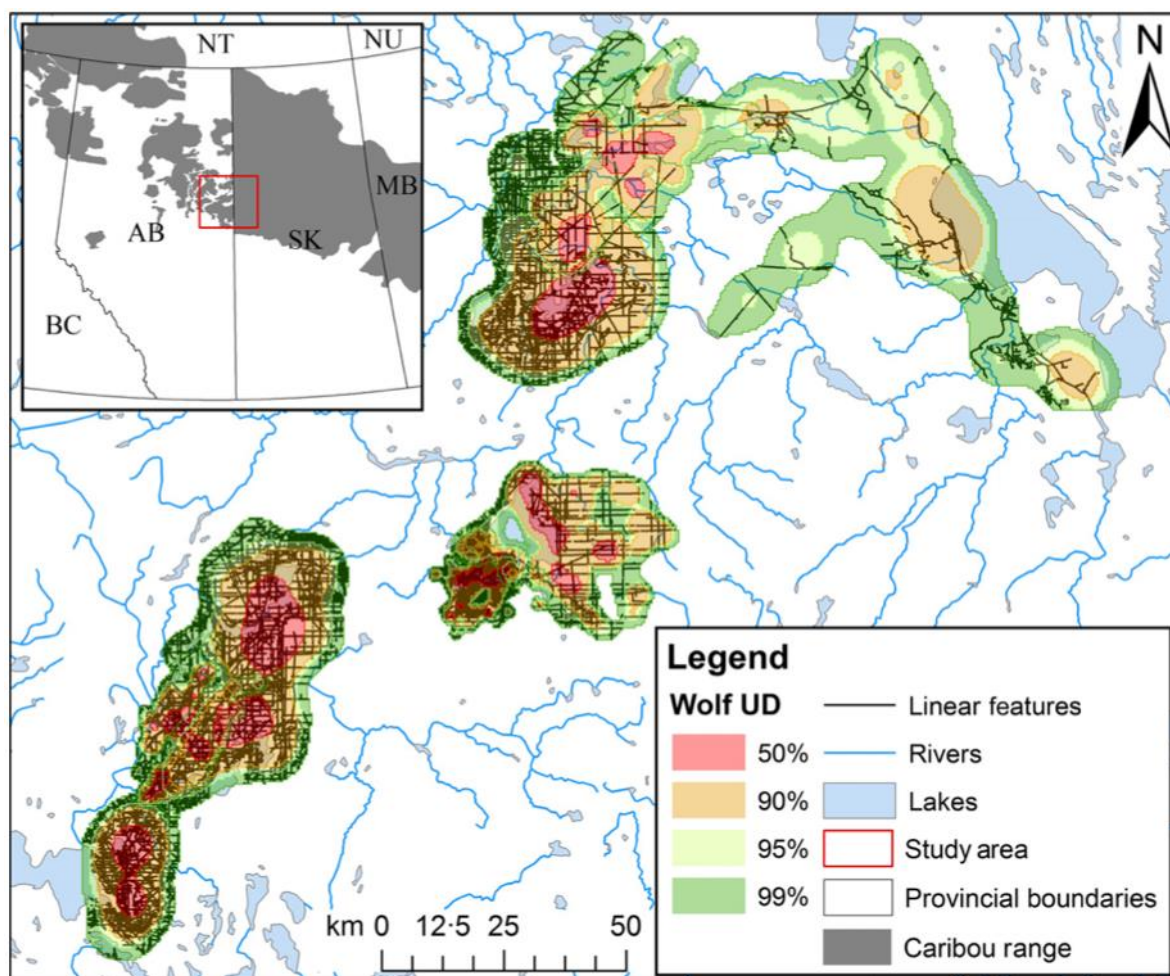 NT
NU
MB
AB
SK
BC
N
Legend
Wolf UD
50%
90%
95%
99%
Linear features
Rivers
Lakes
Study area
Provincial boundaries
Caribou range
km 0 12·5 25 50